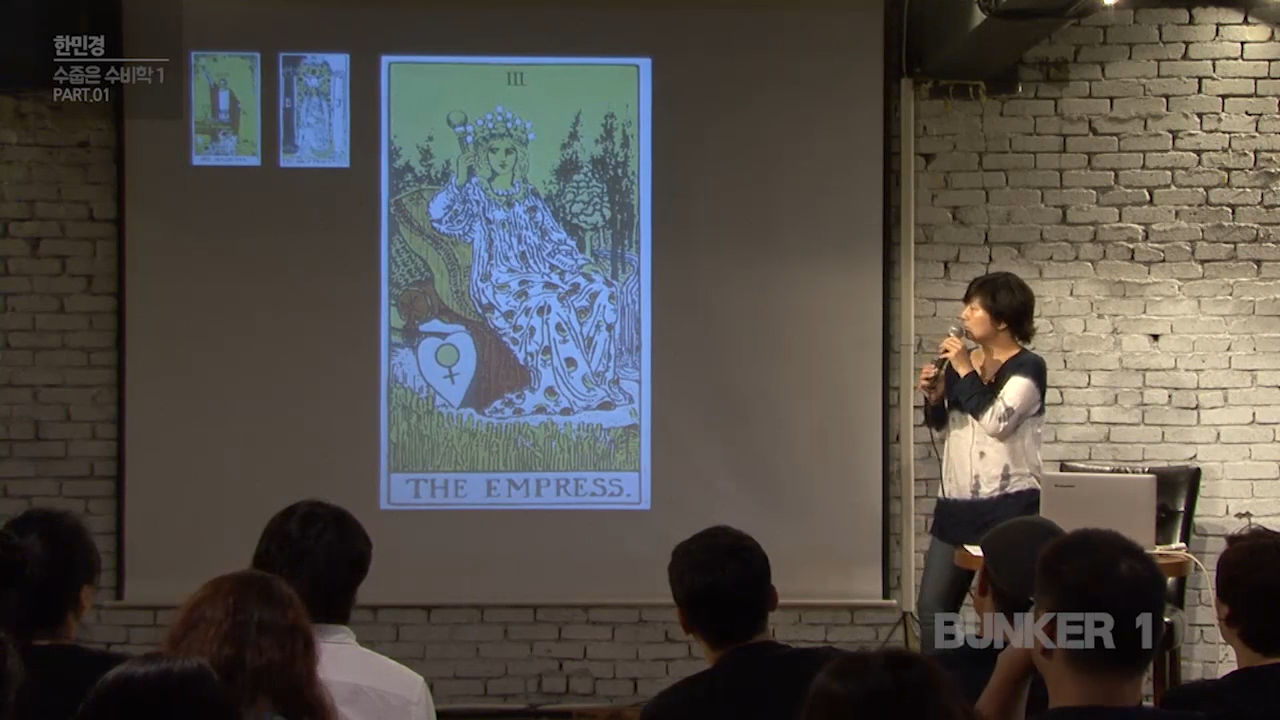 한민경
수줍은 수비학 1
PART.01
III
THE EMPRESS.
BUNKER 1